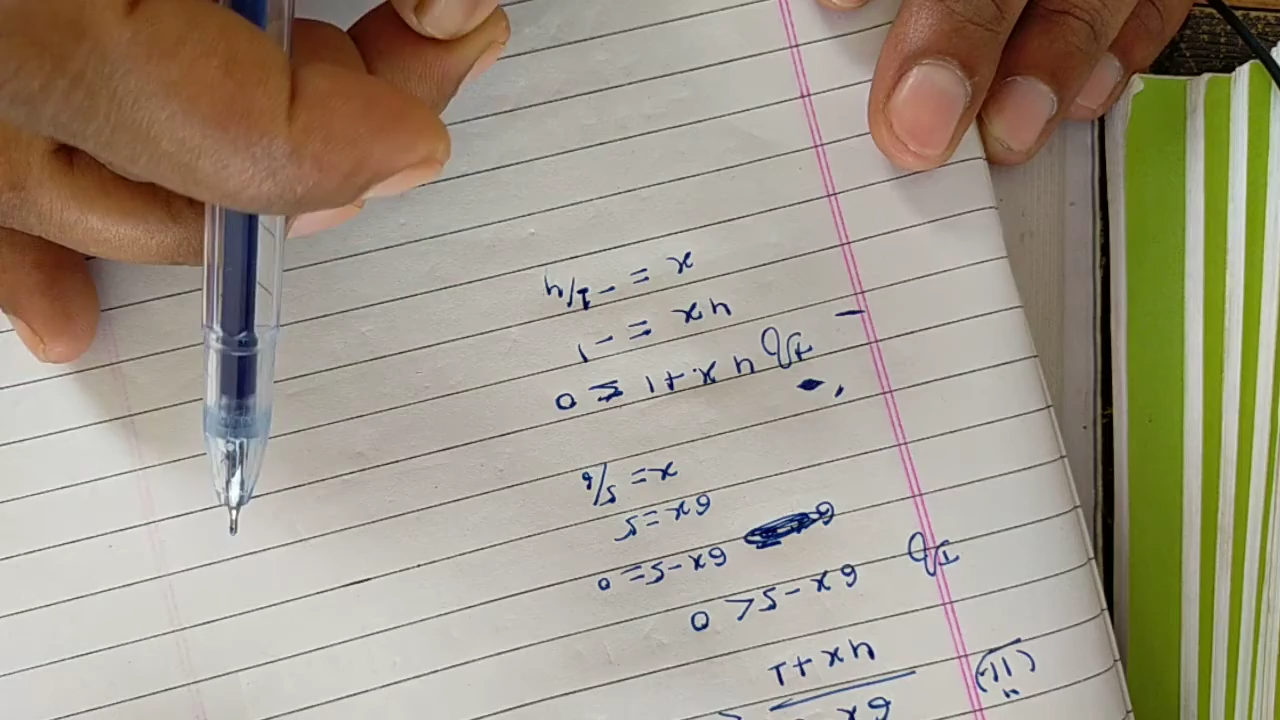 (ii) 6x
4x+1
If 6x-5<0
6x-5=0
6x=5
x=5/6
If 4x+1≤0
4x = -1
x = -1/4